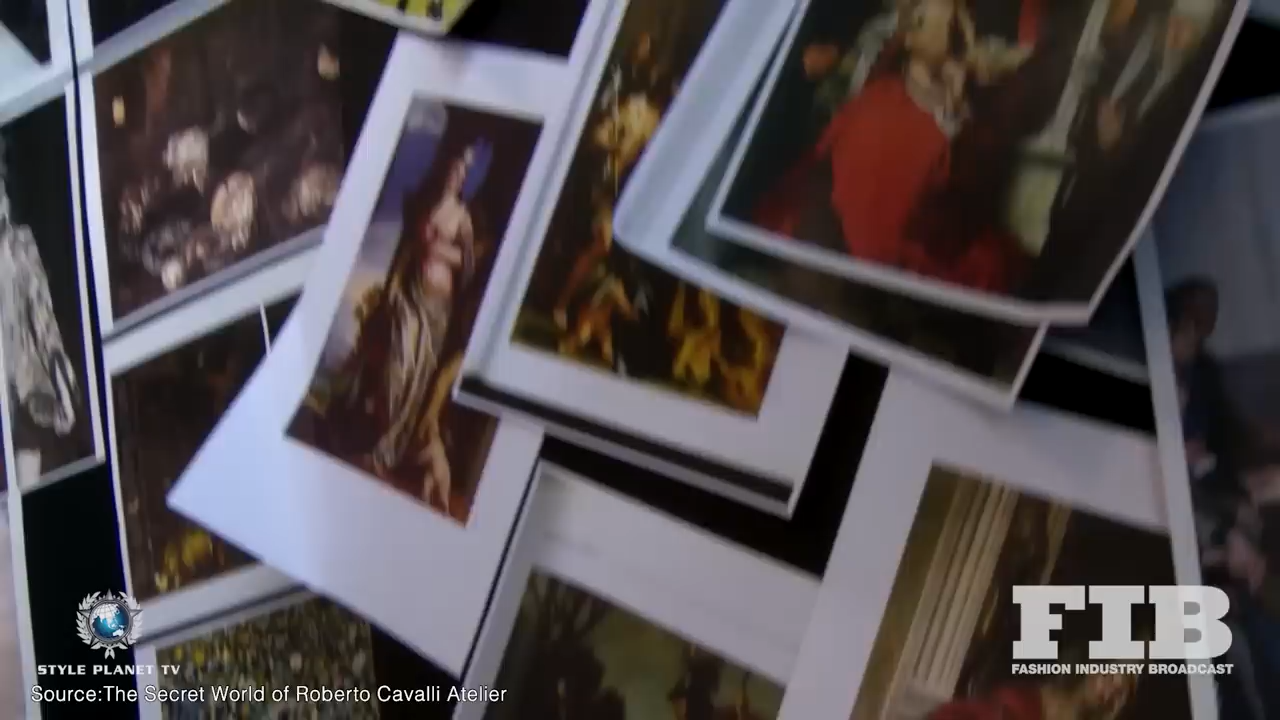 FIB
FASHION INDUSTRY BROADCAST
STYLE PLANET TV
Source:The Secret World of Roberto Cavalli Atelier